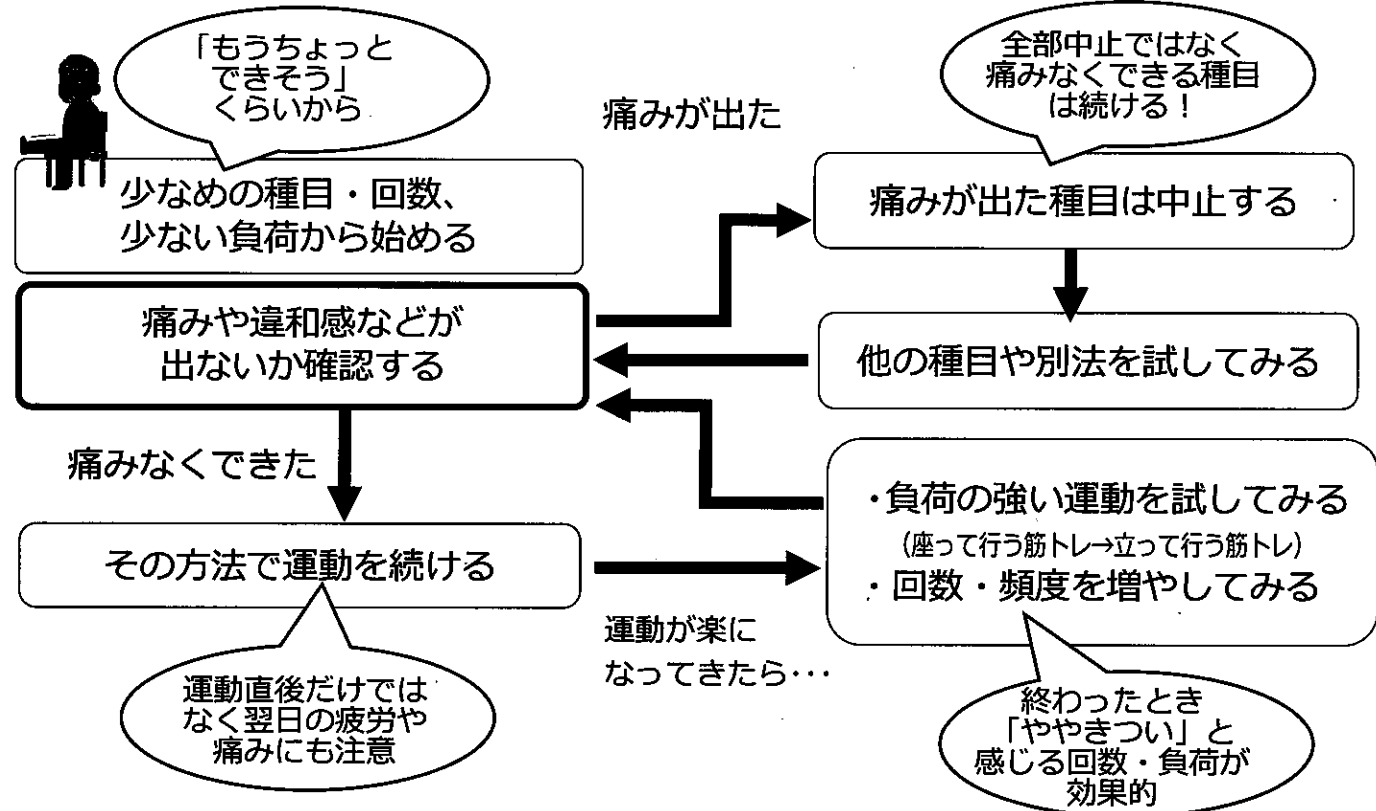 「もうちょっと
できそう」
くらいから
少なめの種目・回数、
少ない負荷から始める
痛みや違和感などが
出ないか確認する
痛みが出た
全部中止ではなく
痛みなくできる種目
は続ける！
痛みが出た種目は中止する
他の種目や別法を試してみる
痛みなくできた
その方法で運動を続ける
運動直後だけでは
なく翌日の疲労や
痛みにも注意
運動が楽に
なってきたら…
・負荷の強い運動を試してみる
（座って行う筋トレ→立って行う筋トレ）
・回数・頻度を増やしてみる
終わったとき
「ややきつい」と
感じる回数・負荷が
効果的